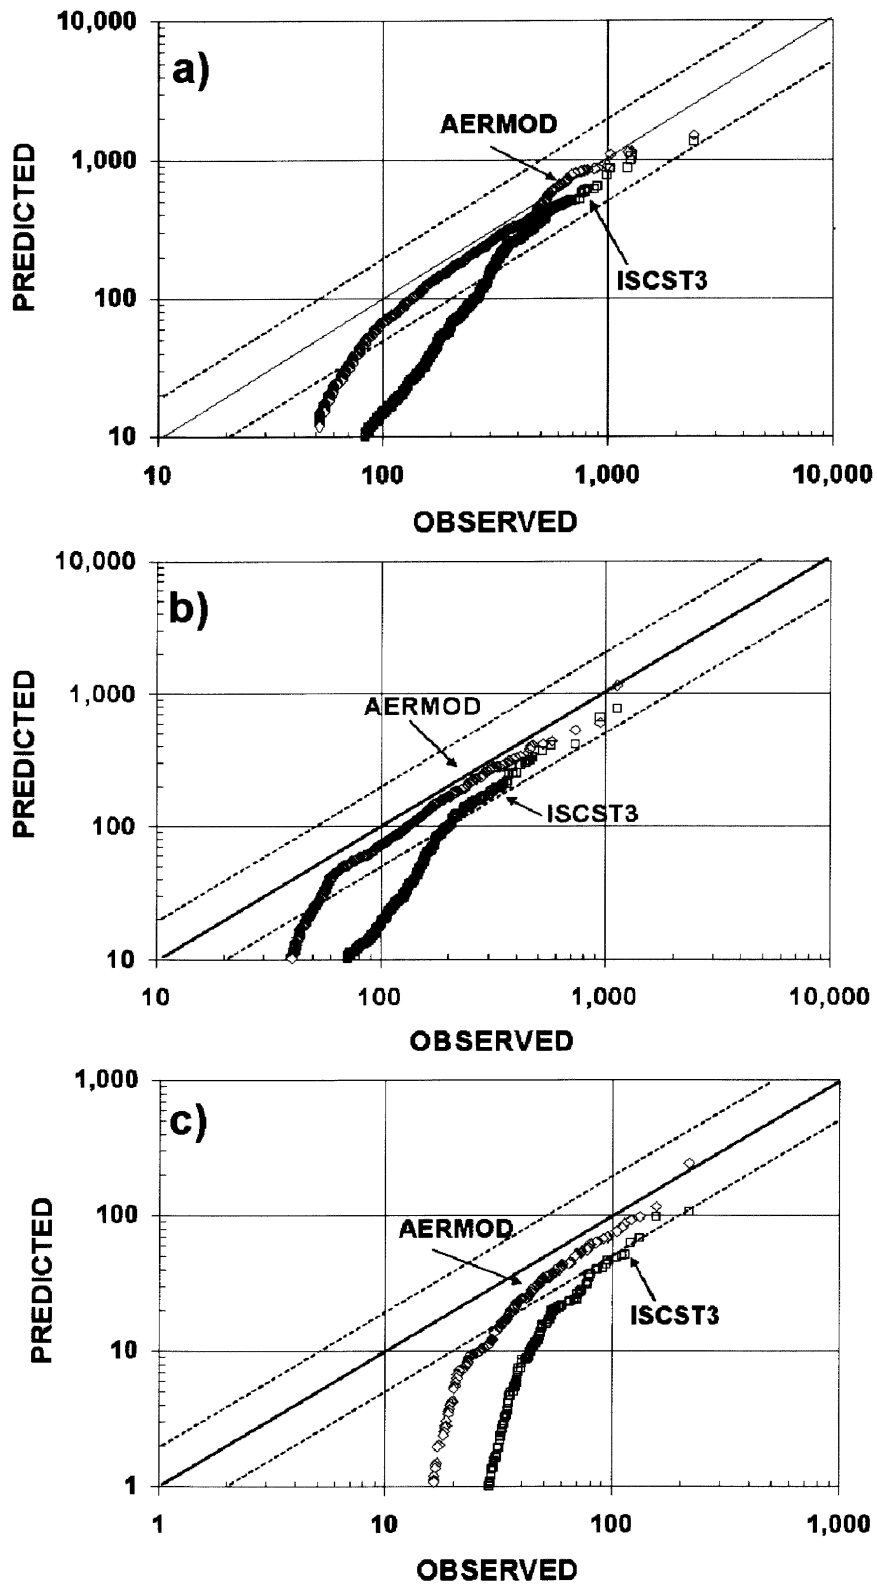 10,000
a)
AERMOD
1,000
PREDICTED
ISCST3
100
10
10 100 1,000 10,000
OBSERVED
10,000
b)
1,000
AERMOD
PREDICTED
ISCST3
100
10
10 100 1,000 10,000
OBSERVED
1,000
c)
100
AERMOD
PREDICTED
ISCST3
10
1
1 10 100 1,000
OBSERVED